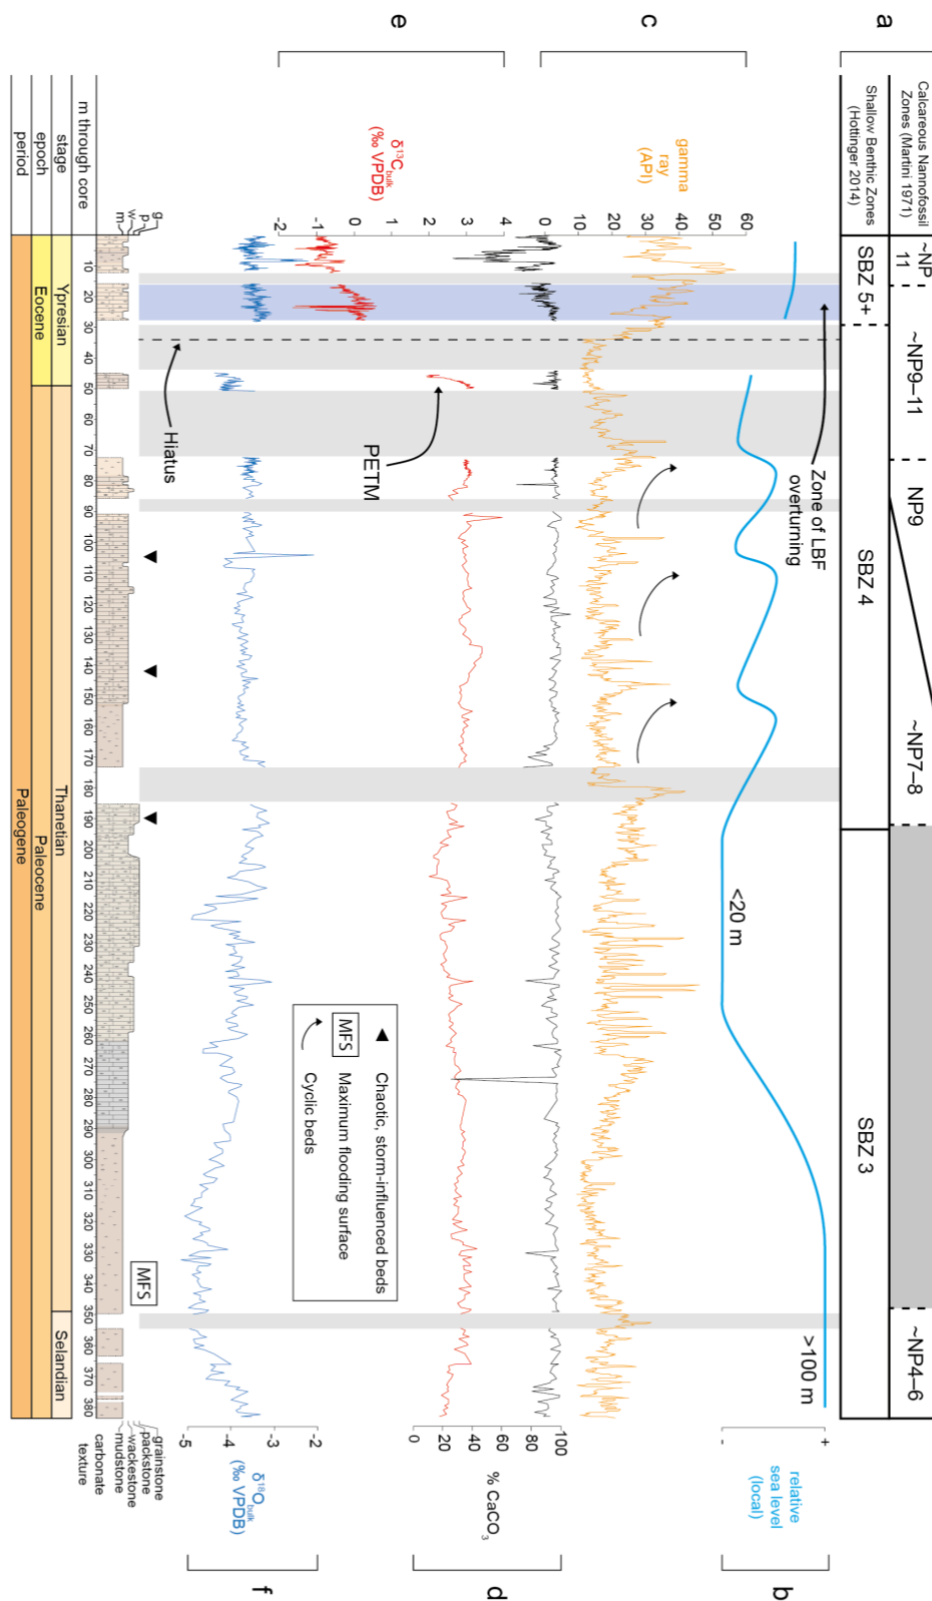 a
Calcareous Nannofossil
Zones (Martini 1971)
~NP
11
~NP9–11
NP9
~NP7–8
~NP4–6
Shallow Benthic Zones
(Hottinger 2014)
SBZ 5+
SBZ 4
SBZ 3
b
relative
sea level
(local)
+
-
<20 m
>100 m
Zone of LBF
overturning
c
gamma
ray
(API)
60
50
40
30
20
10
0
d
% CaCO3
100
80
60
40
20
0
e
δ13Cbulk
(‰ VPDB)
4
3
2
0
-1
-2
PETM
Chaotic, storm-influenced beds
MFS
Maximum flooding surface
Cyclic beds
f
δ18Obulk
(‰ VPDB)
-2
-3
-4
-5
Hiatus
MFS
g
p
w
m
grainstone
packstone
wackestone
mudstone
carbonate
texture
m through core
10
20
30
40
50
60
70
80
90
100
110
120
130
140
150
160
170
180
190
200
210
220
230
240
250
260
270
280
290
300
310
320
330
340
350
360
370
380
stage
Ypresian
Thanetian
Selandian
epoch
Eocene
Paleocene
period
Paleogene